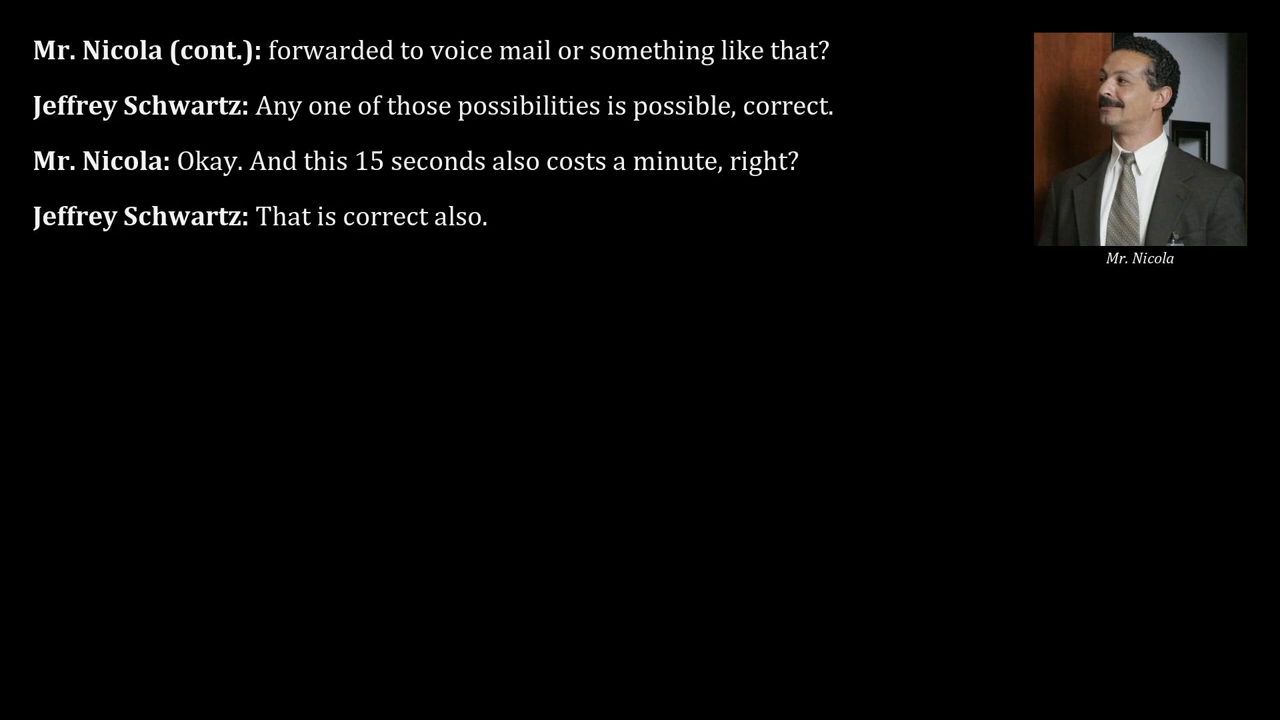 Mr. Nicola (cont.): forwarded to voice mail or something like that?
Jeffrey Schwartz: Any one of those possibilities is possible, correct.
Mr. Nicola: Okay. And this 15 seconds also costs a minute, right?
Jeffrey Schwartz: That is correct also.
Mr. Nicola